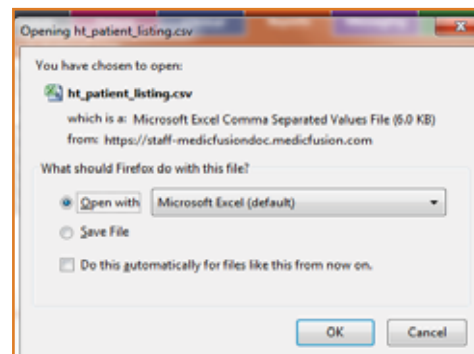 Opening ht_patient_listing.csv
You have chosen to open:
ht_patient_listing.csv
which is a: Microsoft Excel Comma Separated Values File (6.0 KB)
from: https://staff-medicfusiondoc.medicfusion.com
What should Firefox do with this file?
Open with Microsoft Excel (default)
Save File
Do this automatically for files like this from now on.
OK Cancel